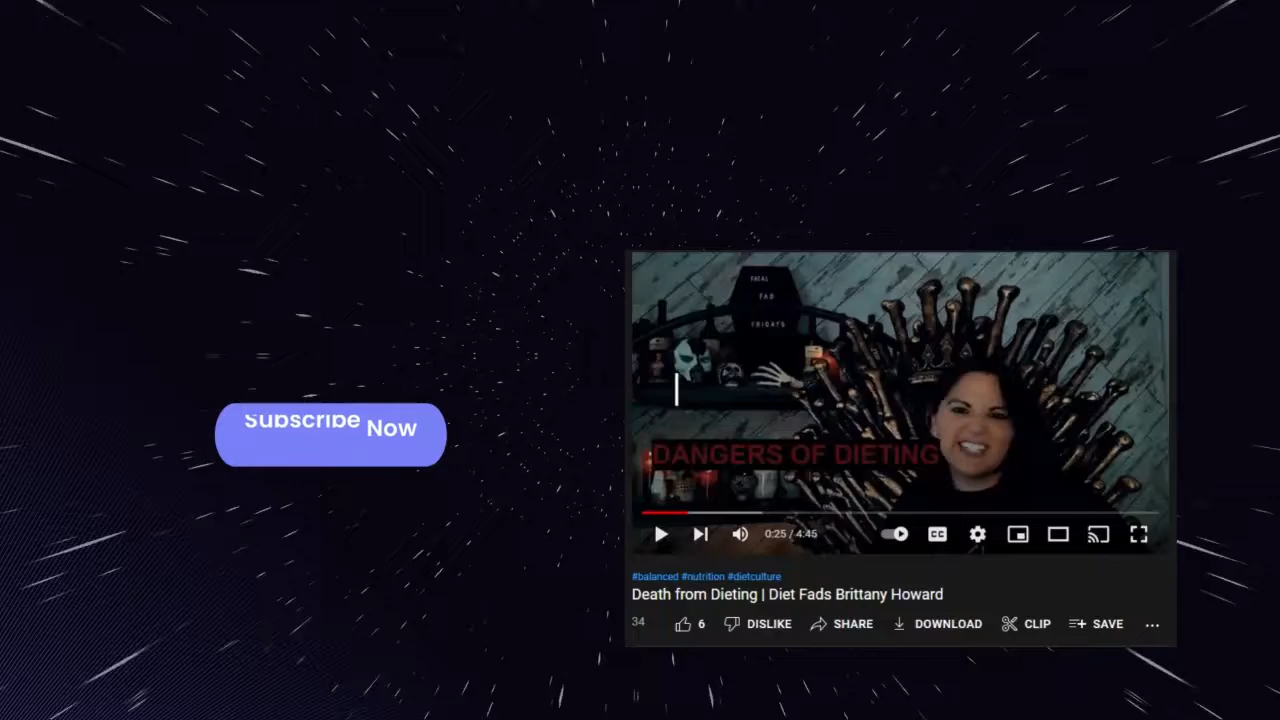 FATAL
FAD
FRIDAYS
Subscribe Now
DANGERS OF DIETING
0:25 / 4:45
CC
#balanced #nutrition #dietculture
Death from Dieting | Diet Fads Brittany Howard
34 6 DISLIKE SHARE DOWNLOAD CLIP SAVE ...